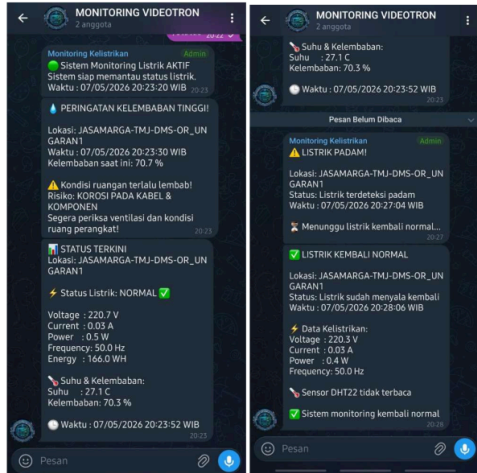 MONITORING VIDEOTRON
2 anggota
20:22
Monitoring Kelistrikan Admin
🟢 Sistem Monitoring Listrik AKTIF
Sistem siap memantau status listrik.
Waktu : 07/05/2026 20:23:20 WIB 20:23
💧 PERINGATAN KELEMBABAN TINGGI!
Lokasi: JASAMARGA-TMJ-DMS-OR_UN
GARAN1
Waktu : 07/05/2026 20:23:30 WIB
Kelembaban saat ini: 70.7 %
⚠️ Kondisi ruangan terlalu lembab!
Risiko: KOROSI PADA KABEL &
KOMPONEN
Segera periksa ventilasi dan kondisi
ruang perangkat! 20:23
📊 STATUS TERKINI
Lokasi: JASAMARGA-TMJ-DMS-OR_UN
GARAN1
⚡ Status Listrik: NORMAL ✅
Voltage : 220.7 V
Current : 0.03 A
Power : 0.5 W
Frequency: 50.0 Hz
Energy : 166.0 WH
🌡️ Suhu & Kelembaban:
Suhu : 27.1 C
Kelembaban: 70.3 %
🕒 Waktu : 07/05/2026 20:23:52 WIB
20:23
Pesan
MONITORING VIDEOTRON
2 anggota
🌡️ Suhu & Kelembaban:
Suhu : 27.1 C
Kelembaban: 70.3 %
🕒 Waktu : 07/05/2026 20:23:52 WIB
20:23
Pesan Belum Dibaca
Monitoring Kelistrikan Admin
⚠️ LISTRIK PADAM!
Lokasi: JASAMARGA-TMJ-DMS-OR_UN
GARAN1
Status: Listrik terdeteksi padam
Waktu : 07/05/2026 20:27:04 WIB
⏳ Menunggu listrik kembali normal...
20:27
✅ LISTRIK KEMBALI NORMAL
Lokasi: JASAMARGA-TMJ-DMS-OR_UN
GARAN1
Status: Listrik sudah menyala kembali
Waktu : 07/05/2026 20:28:06 WIB
⚡ Data Kelistrikan:
Voltage : 220.3 V
Current : 0.03 A
Power : 0.4 W
Frequency: 50.0 Hz
🌡️ Sensor DHT22 tidak terbaca
✅ Sistem monitoring kembali normal
20:28
Pesan